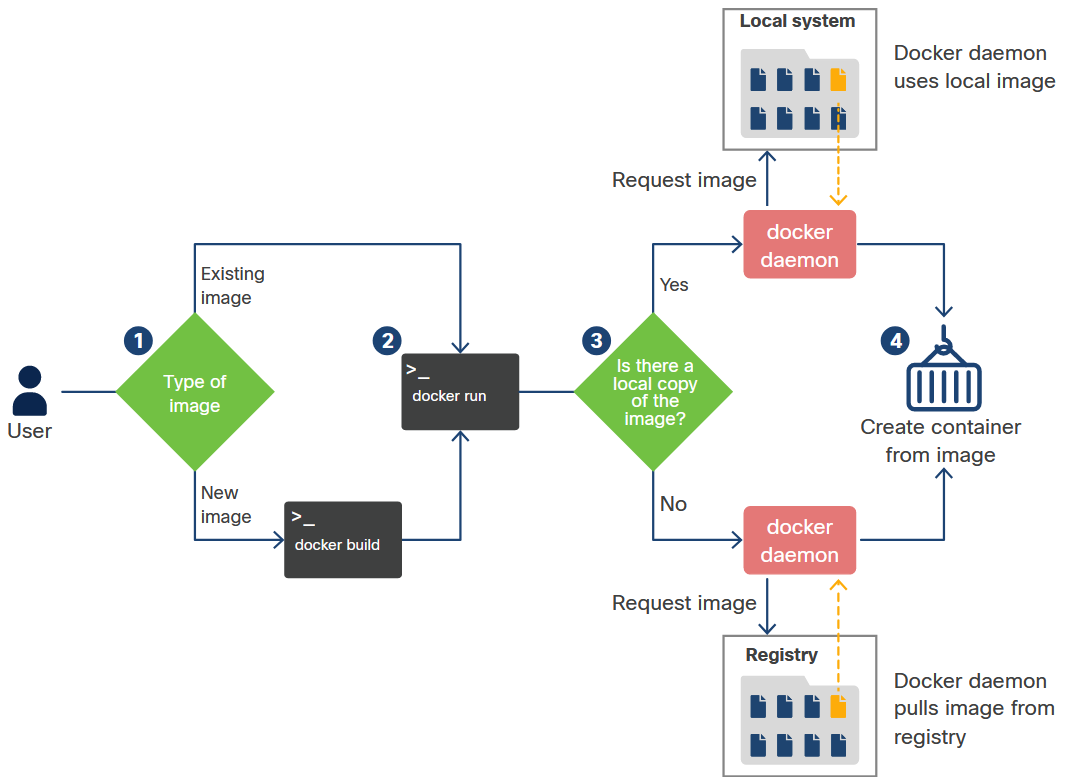 Local system
Docker daemon
uses local image
Request image
docker
daemon
Existing
image
Yes
1
2
3
4
Type of
image
>_
docker run
Is there a
local copy
of the
image?
User
Create container
from image
New
image
>_
docker build
No
docker
daemon
Request image
Registry
Docker daemon
pulls image from
registry